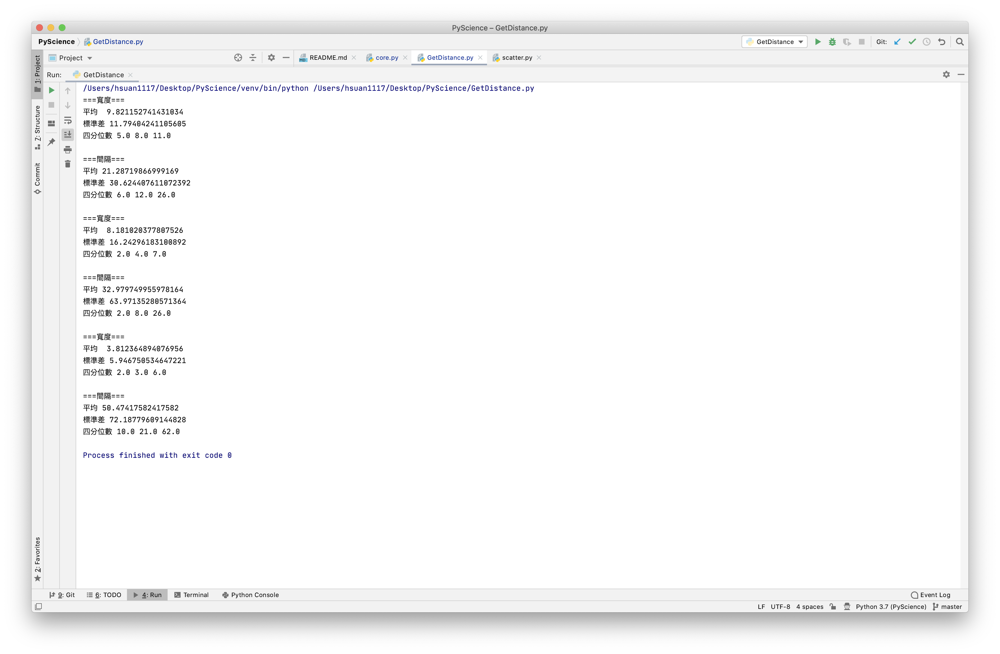 PyScience – GetDistance.py
PyScience GetDistance.py GetDistance Git:
1: Project Project README.md core.py GetDistance.py scatter.py
Run: GetDistance
/Users/hsuan1117/Desktop/PyScience/venv/bin/python /Users/hsuan1117/Desktop/PyScience/GetDistance.py
===寬度===
平均  9.821152741431034
標準差 11.79404241105605
四分位數 5.0 8.0 11.0
===間隔===
平均 21.28719866999169
標準差 30.624407611072392
四分位數 6.0 12.0 26.0
===寬度===
平均  8.181020377807526
標準差 16.24296183100892
四分位數 2.0 4.0 7.0
===間隔===
平均 32.979749955978164
標準差 63.97135280571364
四分位數 2.0 8.0 26.0
===寬度===
平均  3.812364894076956
標準差 5.946750534647221
四分位數 2.0 3.0 6.0
===間隔===
平均 50.47417582417582
標準差 72.18779609144828
四分位數 10.0 21.0 62.0
Process finished with exit code 0
7: Structure
Commit
2: Favorites
9: Git 6: TODO 4: Run Terminal Python Console Event Log
LF UTF-8 4 spaces Python 3.7 (PyScience) master